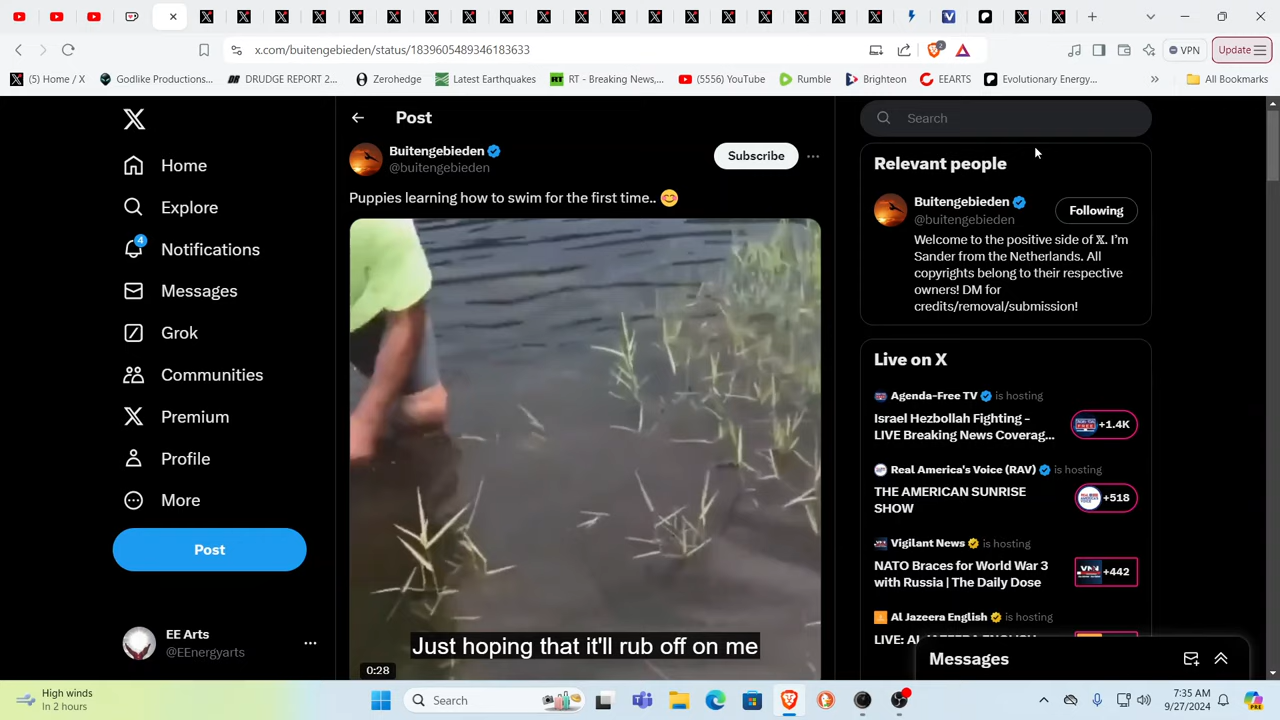 x.com/buitengebieden/status/1839605489346183633
2
VPN
Update
(5) Home / X
Godlike Productions...
DRUDGE REPORT 2...
Zerohedge
Latest Earthquakes
RT - Breaking News,...
(5556) YouTube
Rumble
Brighteon
EEARTS
Evolutionary Energy...
All Bookmarks
Home
Explore
4
Notifications
Messages
Grok
Communities
Premium
Profile
More
Post
EE Arts
@EEnergyarts
Post
Buitengebieden
@buitengebieden
Subscribe
Puppies learning how to swim for the first time.. 😊
Just hoping that it'll rub off on me
0:28
Search
Relevant people
Buitengebieden
@buitengebieden
Following
Welcome to the positive side of 𝕏. I'm
Sander from the Netherlands. All
copyrights belong to their respective
owners! DM for
credits/removal/submission!
Live on X
Agenda-Free TV is hosting
Israel Hezbollah Fighting -
LIVE Breaking News Coverag...
+1.4K
Real America's Voice (RAV) is hosting
THE AMERICAN SUNRISE
SHOW
+518
Vigilant News is hosting
NATO Braces for World War 3
with Russia | The Daily Dose
+442
Al Jazeera English is hosting
Messages
High winds
In 2 hours
Search
7:35 AM
9/27/2024